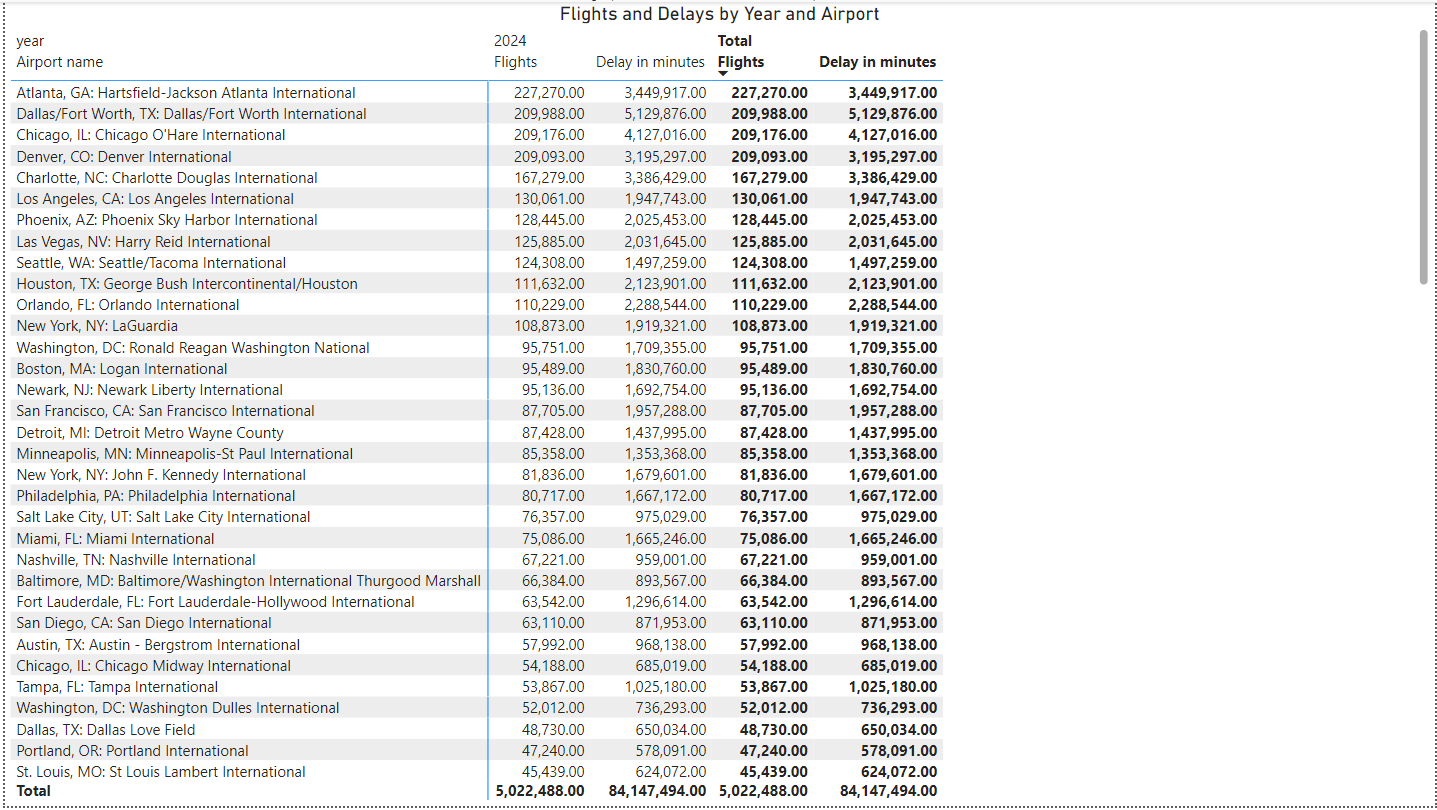 Flights and Delays by Year and Airport
year 2024 Total
Airport name Flights Delay in minutes Flights Delay in minutes
Atlanta, GA: Hartsfield-Jackson Atlanta International 227,270.00 3,449,917.00 227,270.00 3,449,917.00
Dallas/Fort Worth, TX: Dallas/Fort Worth International 209,988.00 5,129,876.00 209,988.00 5,129,876.00
Chicago, IL: Chicago O'Hare International 209,176.00 4,127,016.00 209,176.00 4,127,016.00
Denver, CO: Denver International 209,093.00 3,195,297.00 209,093.00 3,195,297.00
Charlotte, NC: Charlotte Douglas International 167,279.00 3,386,429.00 167,279.00 3,386,429.00
Los Angeles, CA: Los Angeles International 130,061.00 1,947,743.00 130,061.00 1,947,743.00
Phoenix, AZ: Phoenix Sky Harbor International 128,445.00 2,025,453.00 128,445.00 2,025,453.00
Las Vegas, NV: Harry Reid International 125,885.00 2,031,645.00 125,885.00 2,031,645.00
Seattle, WA: Seattle/Tacoma International 124,308.00 1,497,259.00 124,308.00 1,497,259.00
Houston, TX: George Bush Intercontinental/Houston 111,632.00 2,123,901.00 111,632.00 2,123,901.00
Orlando, FL: Orlando International 110,229.00 2,288,544.00 110,229.00 2,288,544.00
New York, NY: LaGuardia 108,873.00 1,919,321.00 108,873.00 1,919,321.00
Washington, DC: Ronald Reagan Washington National 95,751.00 1,709,355.00 95,751.00 1,709,355.00
Boston, MA: Logan International 95,489.00 1,830,760.00 95,489.00 1,830,760.00
Newark, NJ: Newark Liberty International 95,136.00 1,692,754.00 95,136.00 1,692,754.00
San Francisco, CA: San Francisco International 87,705.00 1,957,288.00 87,705.00 1,957,288.00
Detroit, MI: Detroit Metro Wayne County 87,428.00 1,437,995.00 87,428.00 1,437,995.00
Minneapolis, MN: Minneapolis-St Paul International 85,358.00 1,353,368.00 85,358.00 1,353,368.00
New York, NY: John F. Kennedy International 81,836.00 1,679,601.00 81,836.00 1,679,601.00
Philadelphia, PA: Philadelphia International 80,717.00 1,667,172.00 80,717.00 1,667,172.00
Salt Lake City, UT: Salt Lake City International 76,357.00 975,029.00 76,357.00 975,029.00
Miami, FL: Miami International 75,086.00 1,665,246.00 75,086.00 1,665,246.00
Nashville, TN: Nashville International 67,221.00 959,001.00 67,221.00 959,001.00
Baltimore, MD: Baltimore/Washington International Thurgood Marshall 66,384.00 893,567.00 66,384.00 893,567.00
Fort Lauderdale, FL: Fort Lauderdale-Hollywood International 63,542.00 1,296,614.00 63,542.00 1,296,614.00
San Diego, CA: San Diego International 63,110.00 871,953.00 63,110.00 871,953.00
Austin, TX: Austin - Bergstrom International 57,992.00 968,138.00 57,992.00 968,138.00
Chicago, IL: Chicago Midway International 54,188.00 685,019.00 54,188.00 685,019.00
Tampa, FL: Tampa International 53,867.00 1,025,180.00 53,867.00 1,025,180.00
Washington, DC: Washington Dulles International 52,012.00 736,293.00 52,012.00 736,293.00
Dallas, TX: Dallas Love Field 48,730.00 650,034.00 48,730.00 650,034.00
Portland, OR: Portland International 47,240.00 578,091.00 47,240.00 578,091.00
St. Louis, MO: St Louis Lambert International 45,439.00 624,072.00 45,439.00 624,072.00
Total 5,022,488.00 84,147,494.00 5,022,488.00 84,147,494.00